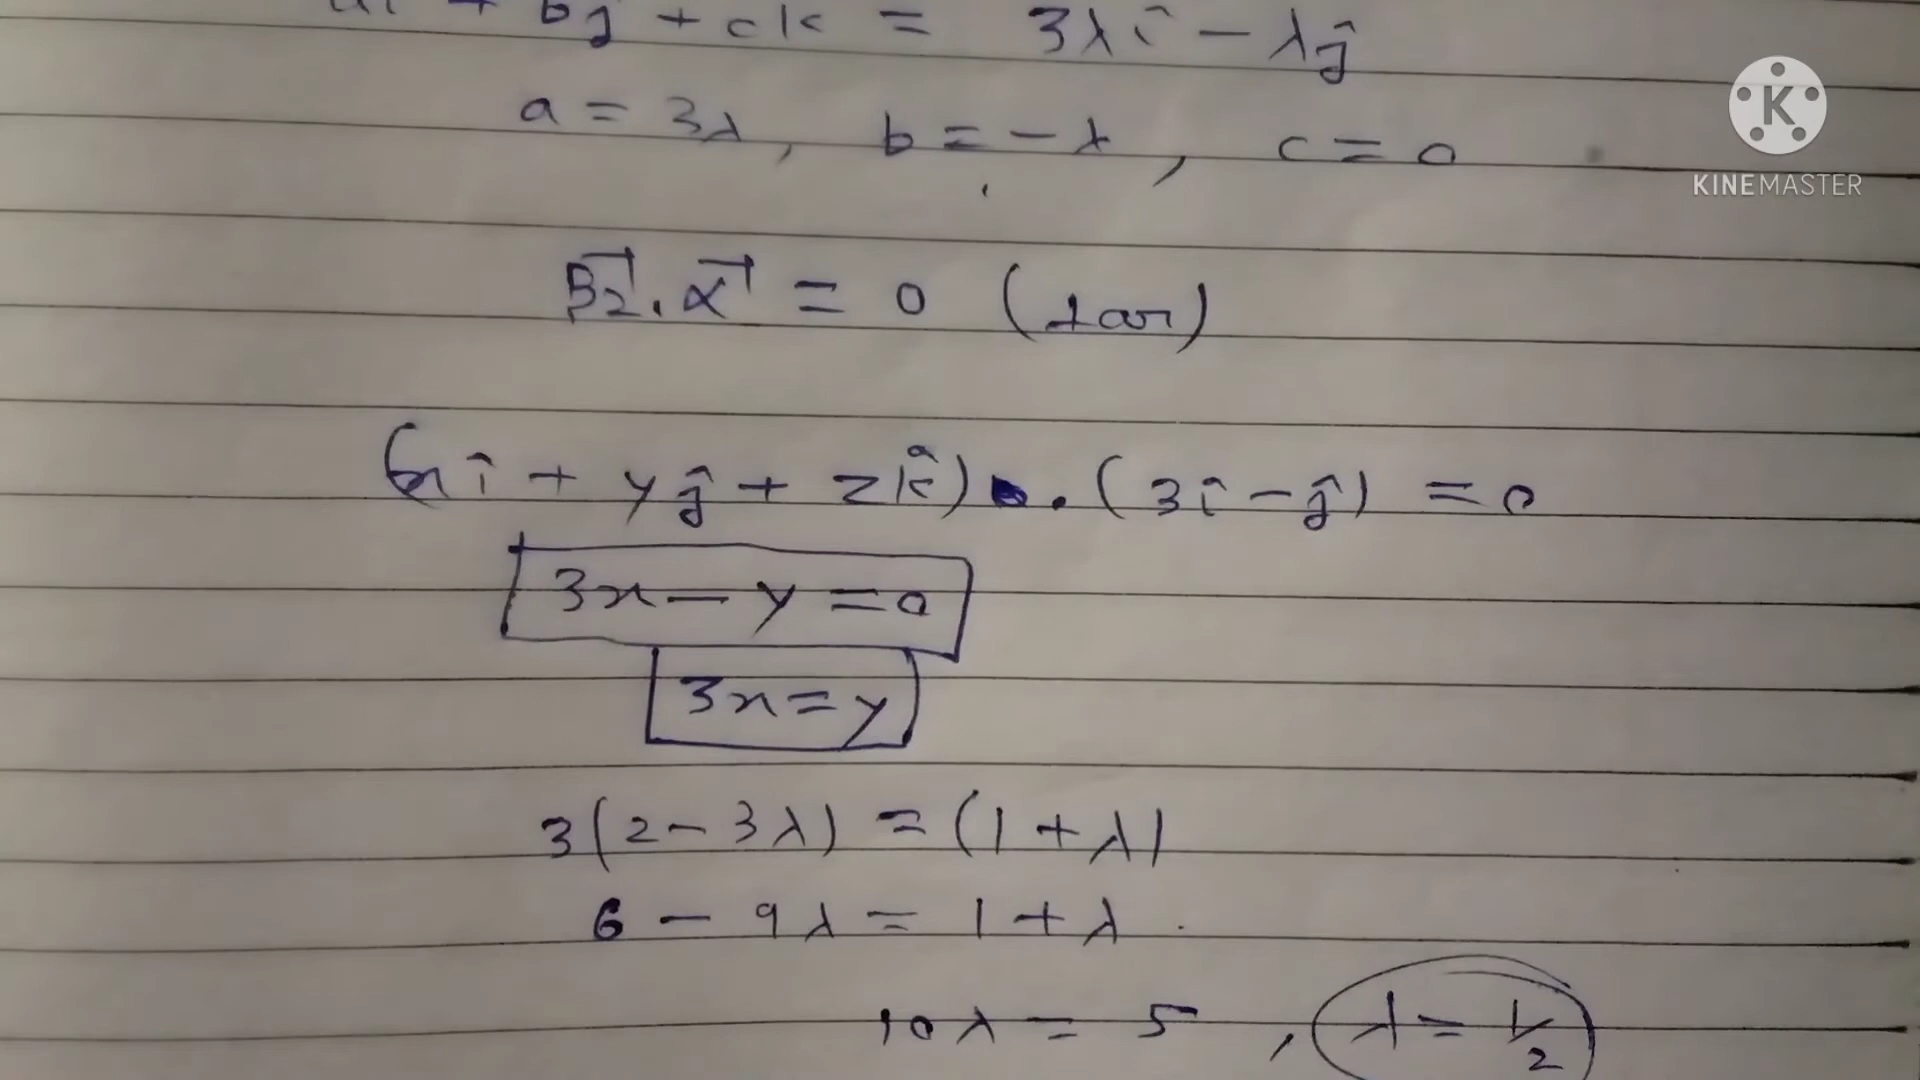 + bĵ + ck = 3λî − λĵ
a = 3λ, b = −λ, c = 0
K
KINEMASTER
β₂⃗ . α⃗ = 0 (⊥ar)
(xî + yĵ + zk̂) . (3î − ĵ) = 0
3x − y = 0
3x = y
3(2 − 3λ) = (1 + λ)
6 − 9λ = 1 + λ
10λ = 5, λ = 1/2